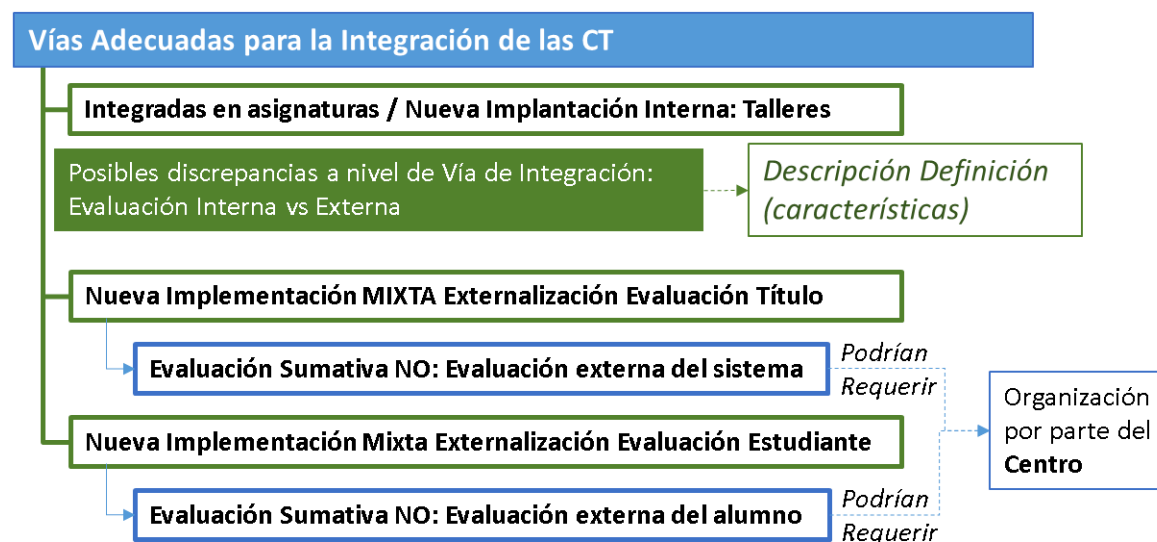 Vías Adecuadas para la Integración de las CT
Integradas en asignaturas / Nueva Implantación Interna: Talleres
Posibles discrepancias a nivel de Vía de Integración:
Evaluación Interna vs Externa
Descripción Definición
(características)
Nueva Implementación MIXTA Externalización Evaluación Título
Evaluación Sumativa NO: Evaluación externa del sistema
Podrían
Requerir
Nueva Implementación Mixta Externalización Evaluación Estudiante
Evaluación Sumativa NO: Evaluación externa del alumno
Podrían
Requerir
Organización
por parte del
Centro